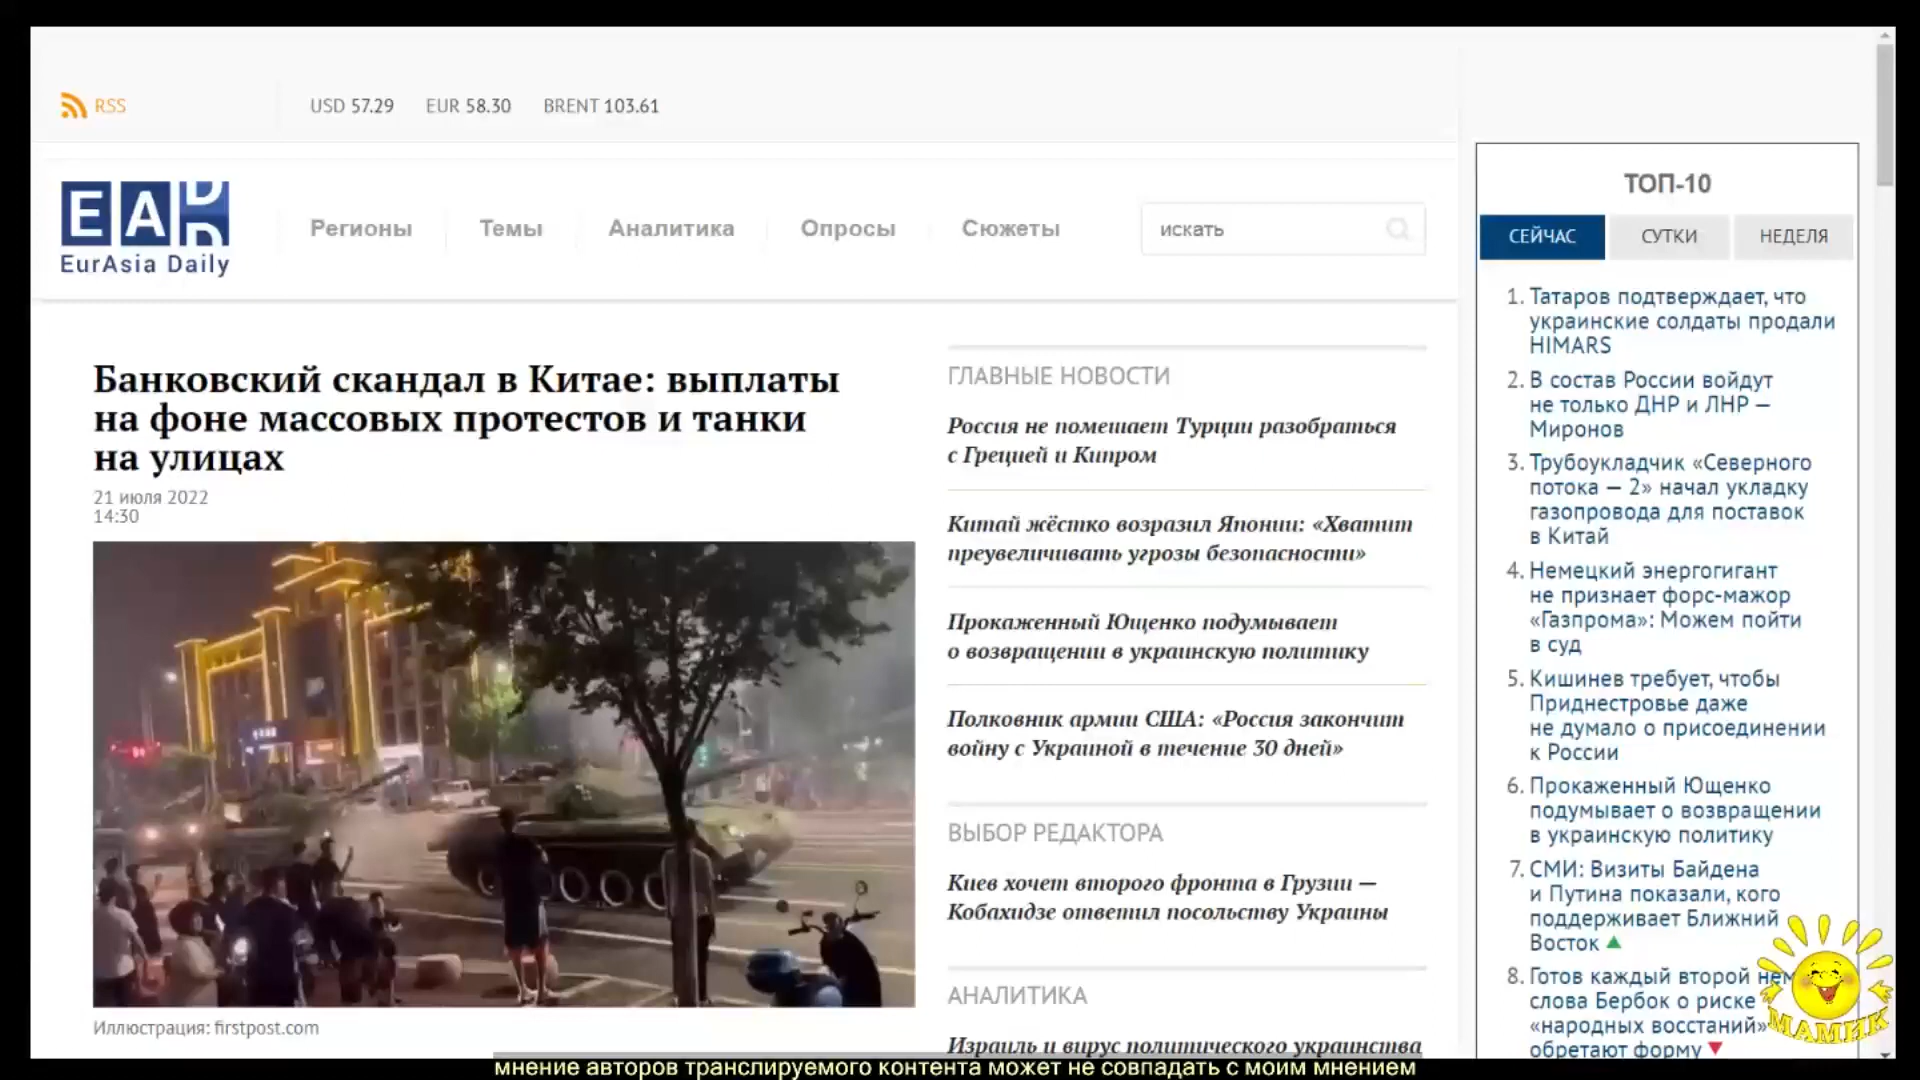 RSS
USD 57.29 EUR 58.30 BRENT 103.61
EAD
EurAsia Daily
Регионы Темы Аналитика Опросы Сюжеты
искать
Банковский скандал в Китае: выплаты
на фоне массовых протестов и танки
на улицах
21 июля 2022
14:30
Иллюстрация: firstpost.com
ГЛАВНЫЕ НОВОСТИ
Россия не помешает Турции разобраться
с Грецией и Кипром
Китай жёстко возразил Японии: «Хватит
преувеличивать угрозы безопасности»
Прокаженный Ющенко подумывает
о возвращении в украинскую политику
Полковник армии США: «Россия закончит
войну с Украиной в течение 30 дней»
ВЫБОР РЕДАКТОРА
Киев хочет второго фронта в Грузии —
Кобахидзе ответил посольству Украины
АНАЛИТИКА
Израиль и вирус политического украинства
ТОП-10
СЕЙЧАС СУТКИ НЕДЕЛЯ
1. Татаров подтверждает, что
украинские солдаты продали
HIMARS
2. В состав России войдут
не только ДНР и ЛНР —
Миронов
3. Трубоукладчик «Северного
потока — 2» начал укладку
газопровода для поставок
в Китай
4. Немецкий энергогигант
не признает форс-мажор
«Газпрома»: Можем пойти
в суд
5. Кишинев требует, чтобы
Приднестровье даже
не думало о присоединении
к России
6. Прокаженный Ющенко
подумывает о возвращении
в украинскую политику
7. СМИ: Визиты Байдена
и Путина показали, кого
поддерживает Ближний
Восток
8. Готов каждый второй нем
слова Бербок о риске
«народных восстаний»
обретают форму
МАМИК
мнение авторов транслируемого контента может не совпадать с моим мнением